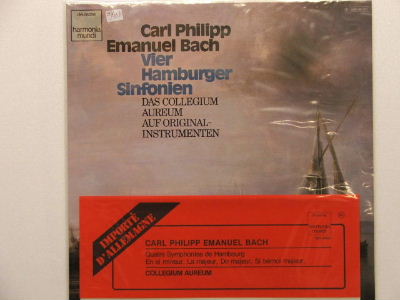 harmonia
mundi
Carl Philipp
Emanuel Bach
Vier
Hamburger
Sinfonien
DAS COLLEGIUM
AUREUM
AUF ORIGINAL-
INSTRUMENTEN
IMPORTÉ
D'ALLEMAGNE
CARL PHILIPP EMANUEL BACH
Quatre Symphonies de Hambourg
En si mineur, La majeur, Do majeur, Si bémol majeur.
COLLEGIUM AUREUM